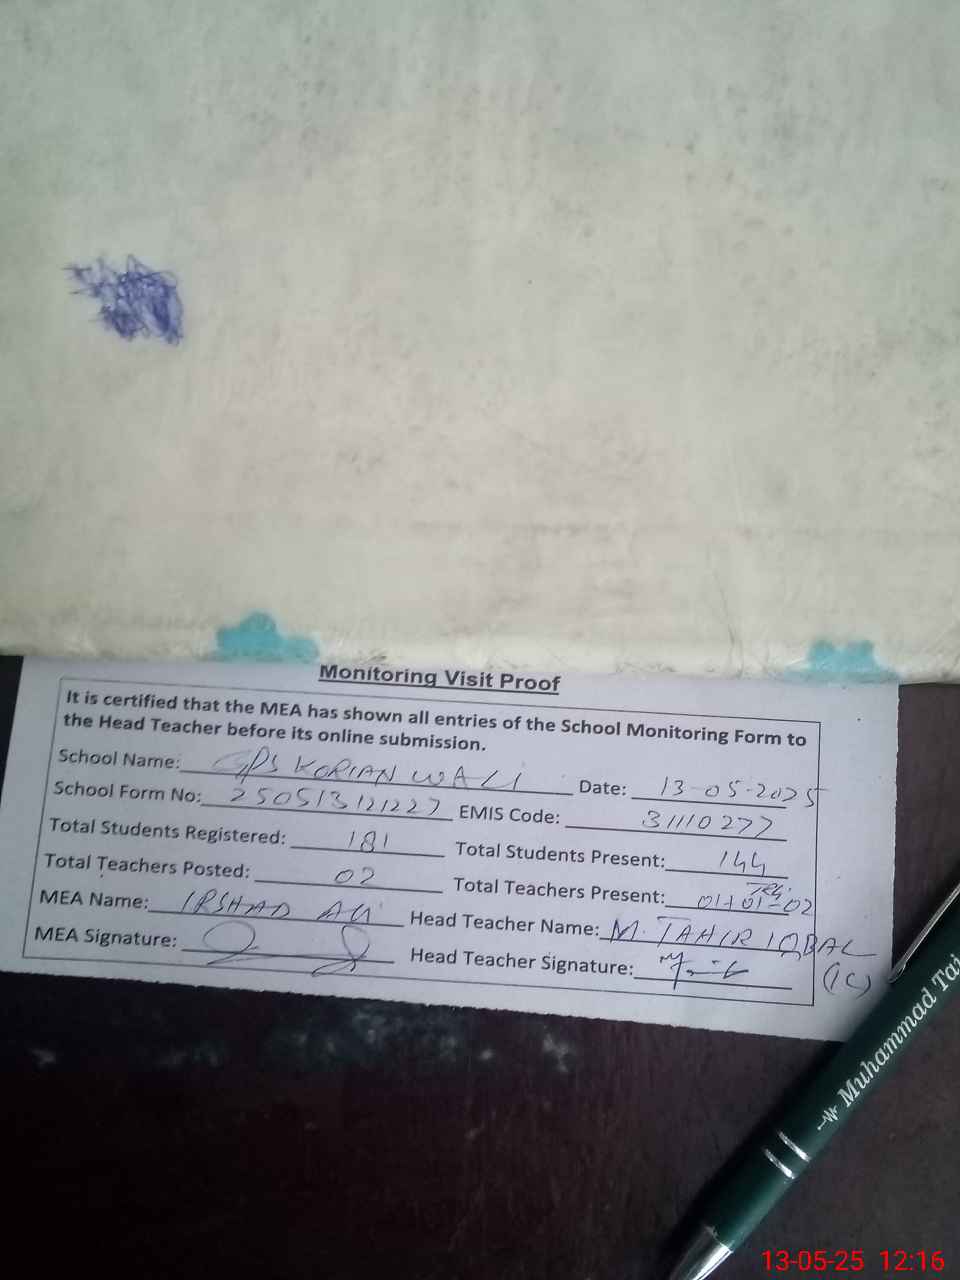 Monitoring Visit Proof
It is certified that the MEA has shown all entries of the School Monitoring Form to
the Head Teacher before its online submission.
School Name: GPS KORIAN WALI Date: 13-05-2025
School Form No: 250513121227 EMIS Code: 31110277
Total Students Registered: 181 Total Students Present: 144
Total Teachers Posted: 02 Total Teachers Present: 01+01=02
MEA Name: IRSHAD ALI Head Teacher Name: M. TAHIR IQBAL
MEA Signature: Head Teacher Signature: (IC)
Muhammad Tai
13-05-25 12:16